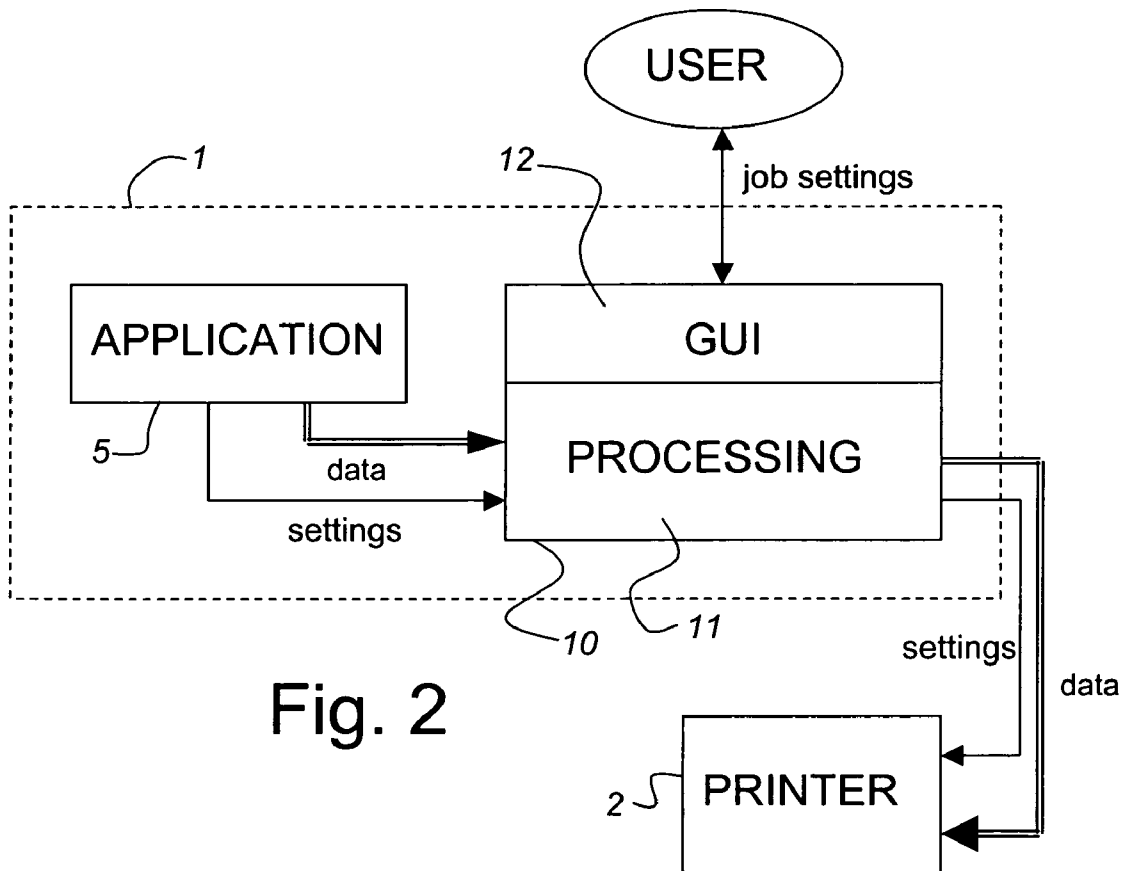 USER
1
12
job settings
APPLICATION
GUI
5
data
PROCESSING
settings
10
11
settings
data
Fig. 2
2
PRINTER